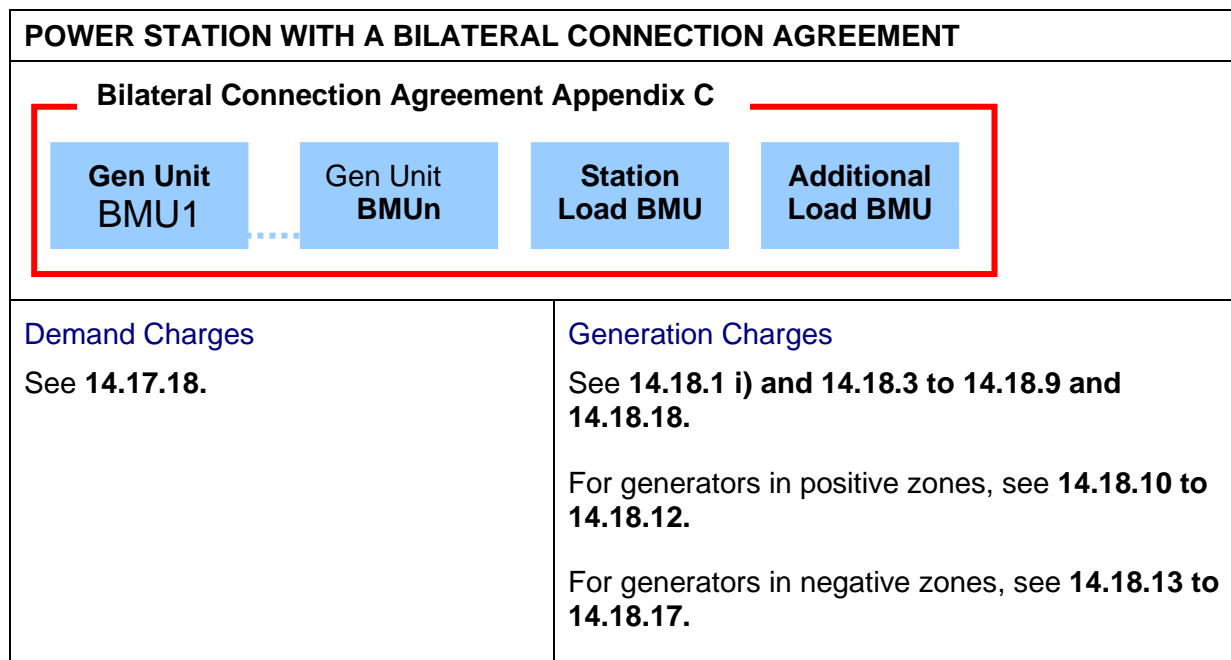 POWER STATION WITH A BILATERAL CONNECTION AGREEMENT
Bilateral Connection Agreement Appendix C
Gen Unit
BMU1
Gen Unit
BMUn
Station
Load BMU
Additional
Load BMU
Demand Charges
See 14.17.18.
Generation Charges
See 14.18.1 i) and 14.18.3 to 14.18.9 and
14.18.18.
For generators in positive zones, see 14.18.10 to
14.18.12.
For generators in negative zones, see 14.18.13 to
14.18.17.